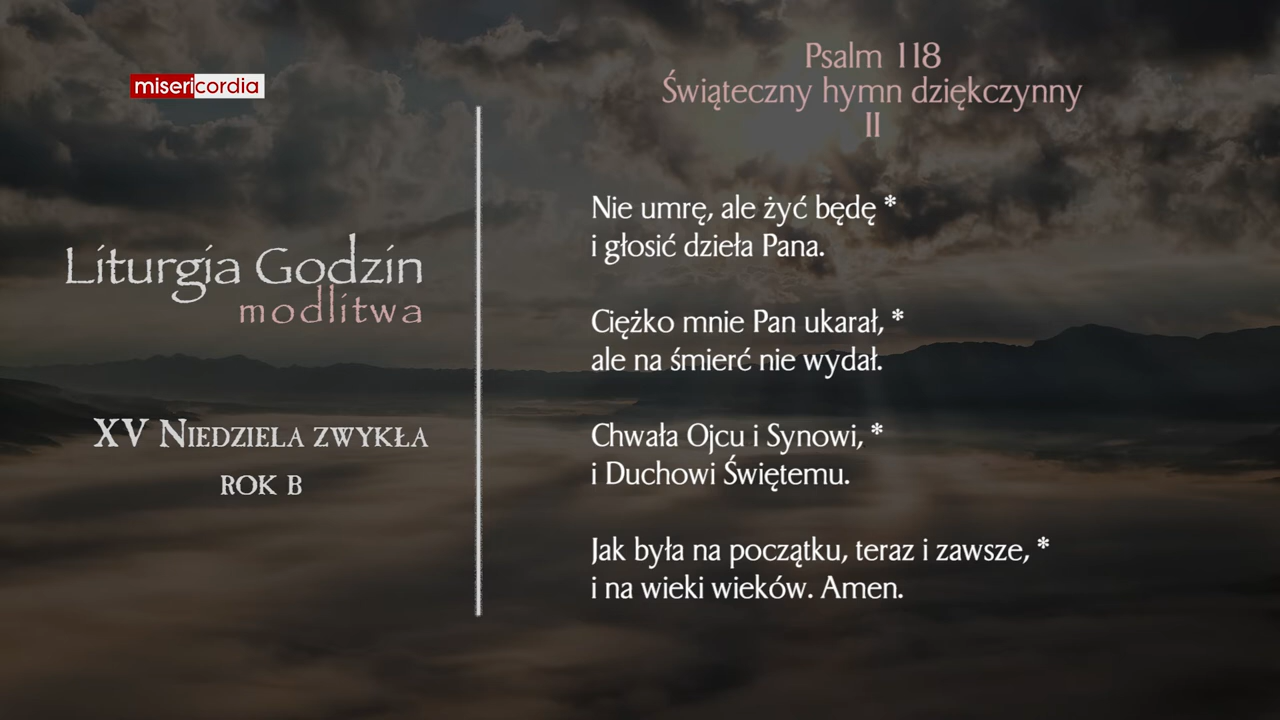 misericordia
Liturgia Godzin
modlitwa
XV Niedziela zwykła
rok B
Psalm 118
Świąteczny hymn dziękczynny
II
Nie umrę, ale żyć będę *
i głosić dzieła Pana.
Ciężko mnie Pan ukarał, *
ale na śmierć nie wydał.
Chwała Ojcu i Synowi, *
i Duchowi Świętemu.
Jak była na początku, teraz i zawsze, *
i na wieki wieków. Amen.